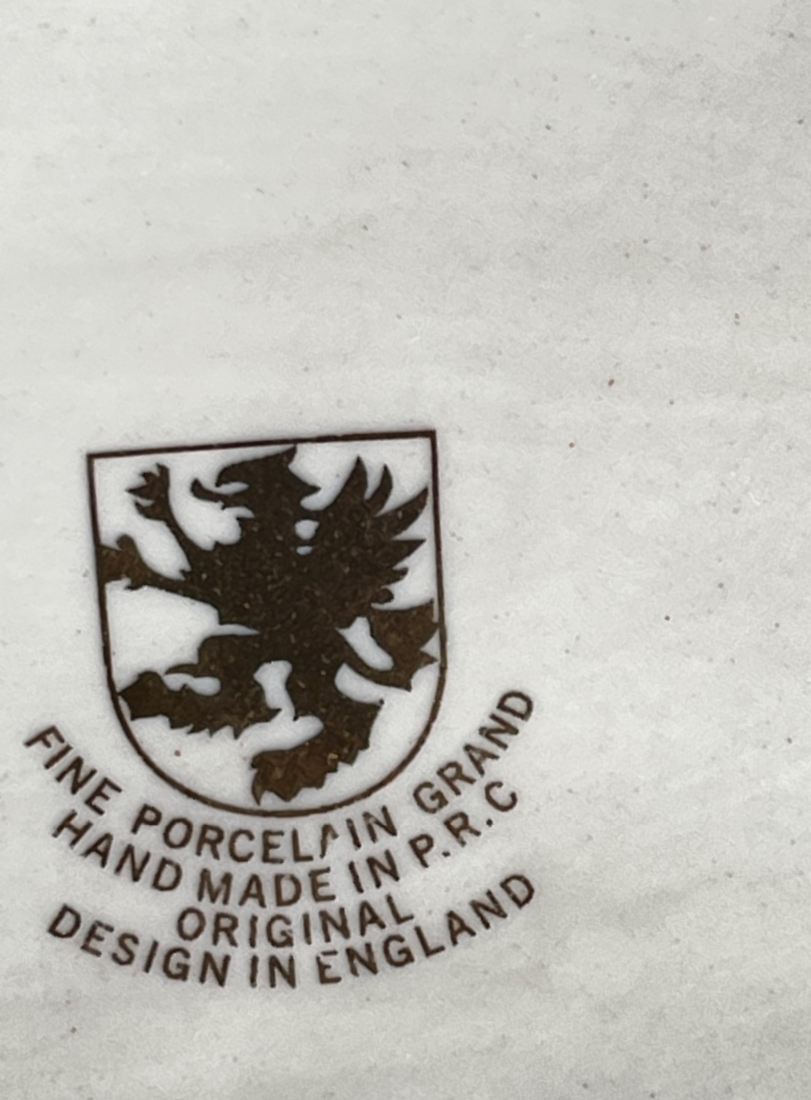 FINE PORCELAIN GRAND
HAND MADE IN P.R.C
ORIGINAL
DESIGN IN ENGLAND